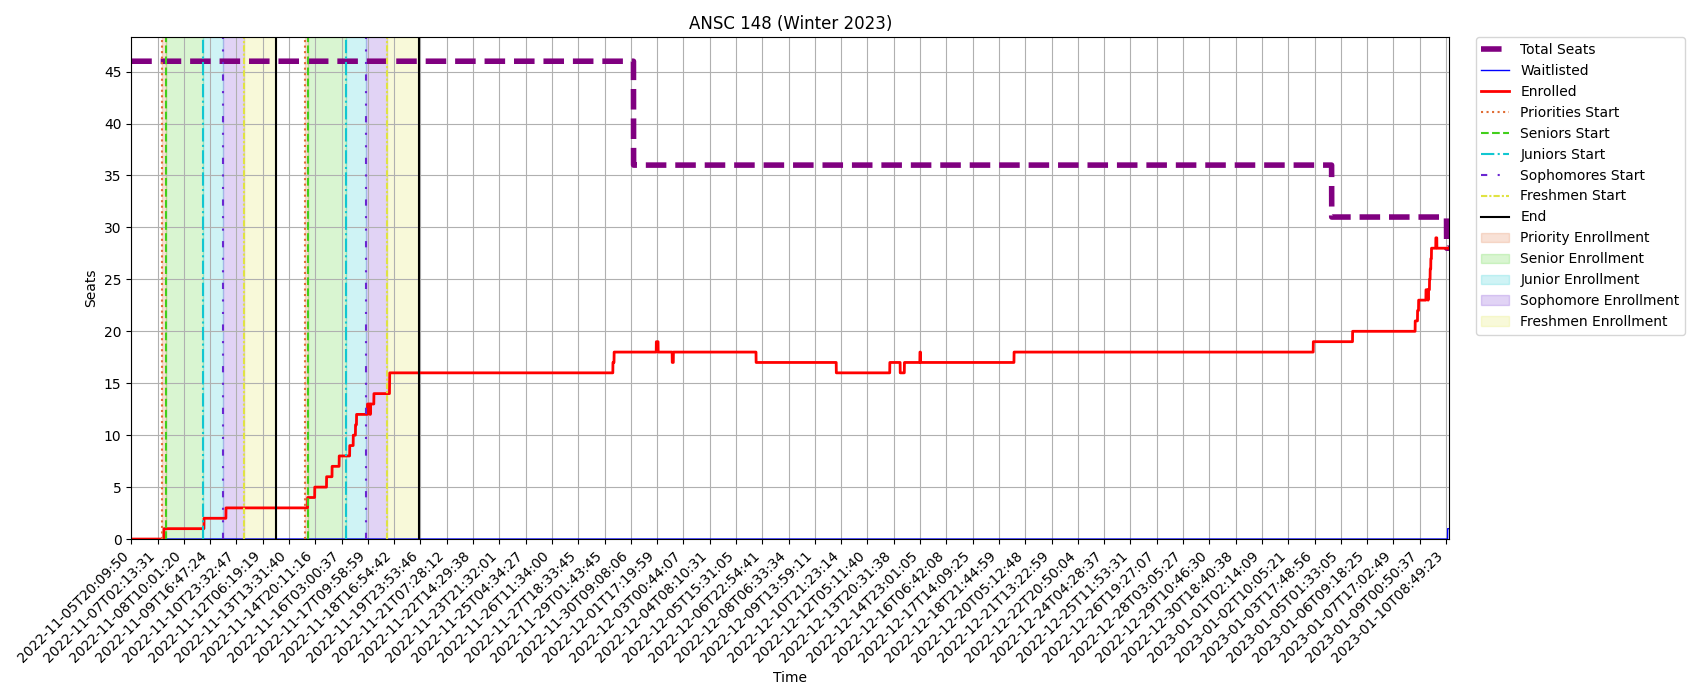 ANSC 148 (Winter 2023)
Total Seats
Waitlisted
Enrolled
Priorities Start
Seniors Start
Juniors Start
Sophomores Start
Freshmen Start
End
Priority Enrollment
Senior Enrollment
Junior Enrollment
Sophomore Enrollment
Freshmen Enrollment
Seats
45
40
35
30
25
20
15
10
5
0
2022-11-05T20:09:50
2022-11-07T02:13:31
2022-11-08T10:01:20
2022-11-09T16:47:24
2022-11-10T23:32:47
2022-11-12T06:19:19
2022-11-13T13:31:40
2022-11-14T20:11:16
2022-11-16T03:00:37
2022-11-17T09:58:59
2022-11-18T16:54:42
2022-11-19T23:53:46
2022-11-21T07:28:12
2022-11-22T14:29:38
2022-11-23T21:32:01
2022-11-25T04:34:27
2022-11-26T11:34:00
2022-11-27T18:33:45
2022-11-29T01:43:45
2022-11-30T09:08:06
2022-12-01T17:19:59
2022-12-03T00:44:07
2022-12-04T08:10:31
2022-12-05T15:31:05
2022-12-06T22:54:41
2022-12-08T06:33:34
2022-12-09T13:59:11
2022-12-10T21:23:14
2022-12-12T05:11:40
2022-12-13T20:31:38
2022-12-14T23:01:05
2022-12-16T06:42:08
2022-12-17T14:09:25
2022-12-18T21:44:59
2022-12-20T05:12:48
2022-12-21T13:22:59
2022-12-22T20:50:04
2022-12-24T04:28:37
2022-12-25T11:53:31
2022-12-26T19:27:07
2022-12-28T03:05:27
2022-12-29T10:46:30
2022-12-30T18:40:38
2023-01-01T02:14:09
2023-01-02T10:05:21
2023-01-03T17:48:56
2023-01-05T01:33:05
2023-01-06T09:18:25
2023-01-07T17:02:49
2023-01-09T00:50:37
2023-01-10T08:49:23
Time